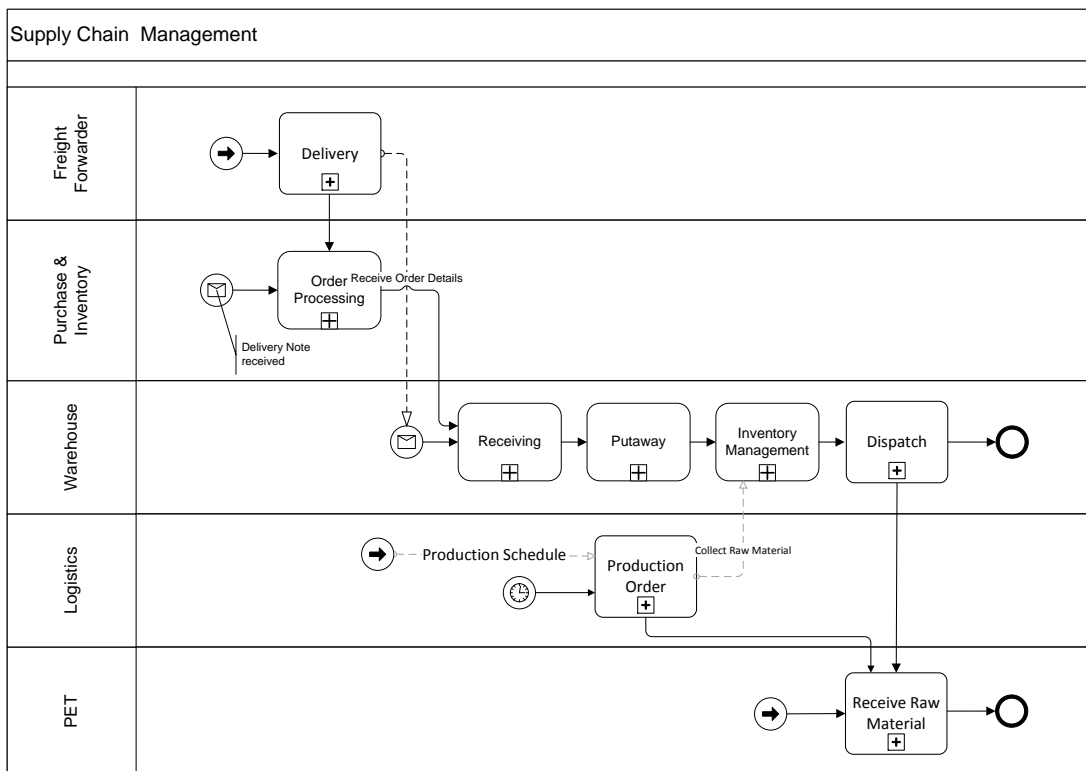 Supply Chain  Management
Freight
Forwarder
Delivery
Purchase &
Inventory
Order
Processing
Receive Order Details
Delivery Note
received
Warehouse
Receiving
Putaway
Inventory
Management
Dispatch
Logistics
Production Schedule
Production
Order
Collect Raw Material
PET
Receive Raw
Material